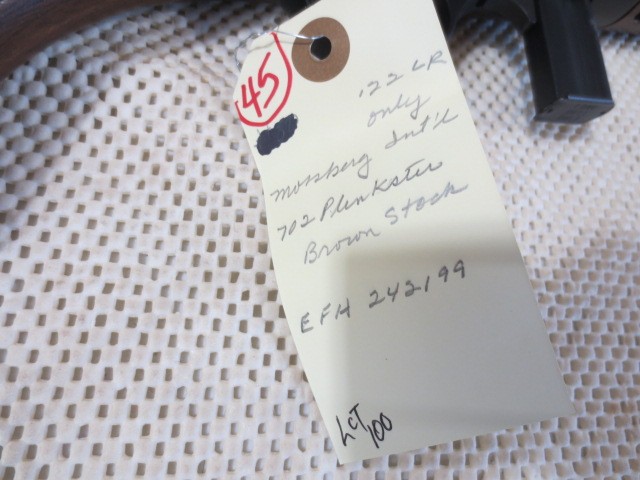 45
.22 LR
only
Mossberg Int'l
702 Plinkster
Brown Stock
EFH 242199
LOT 100